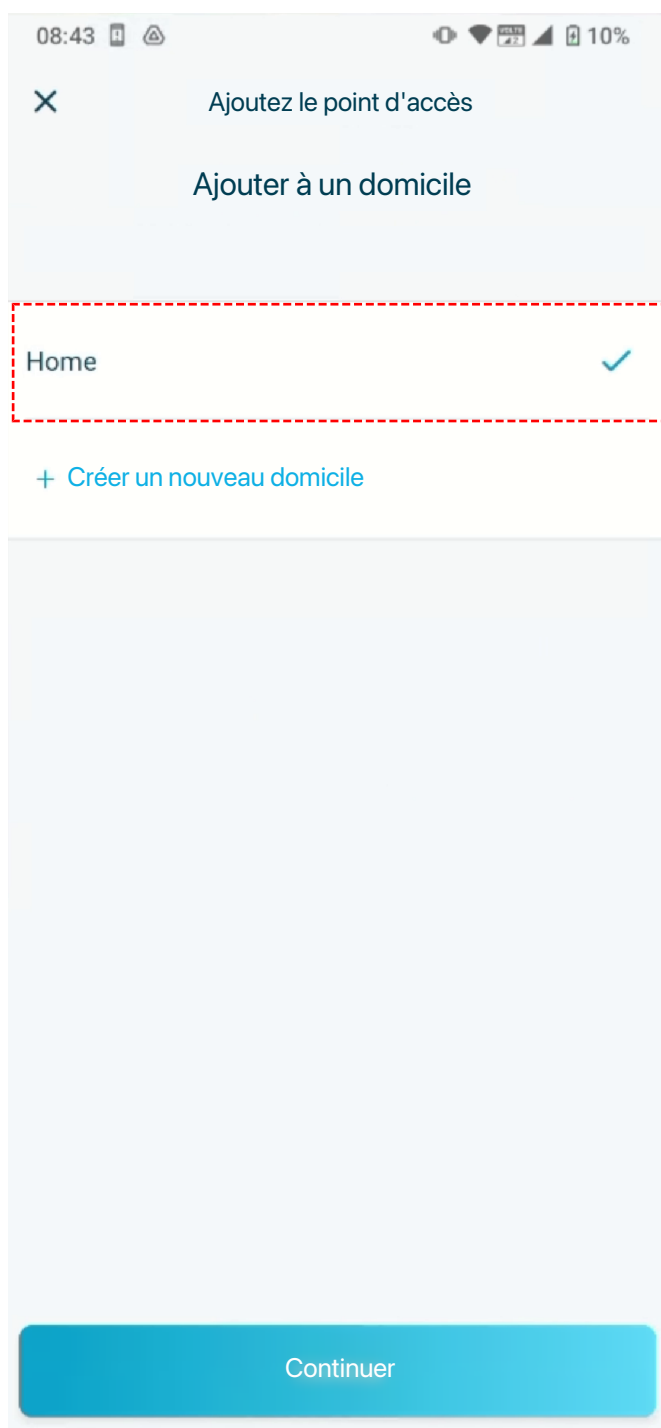 08:43 10%
Ajoutez le point d'accès
Ajouter à un domicile
Home
+ Créer un nouveau domicile
Continuer